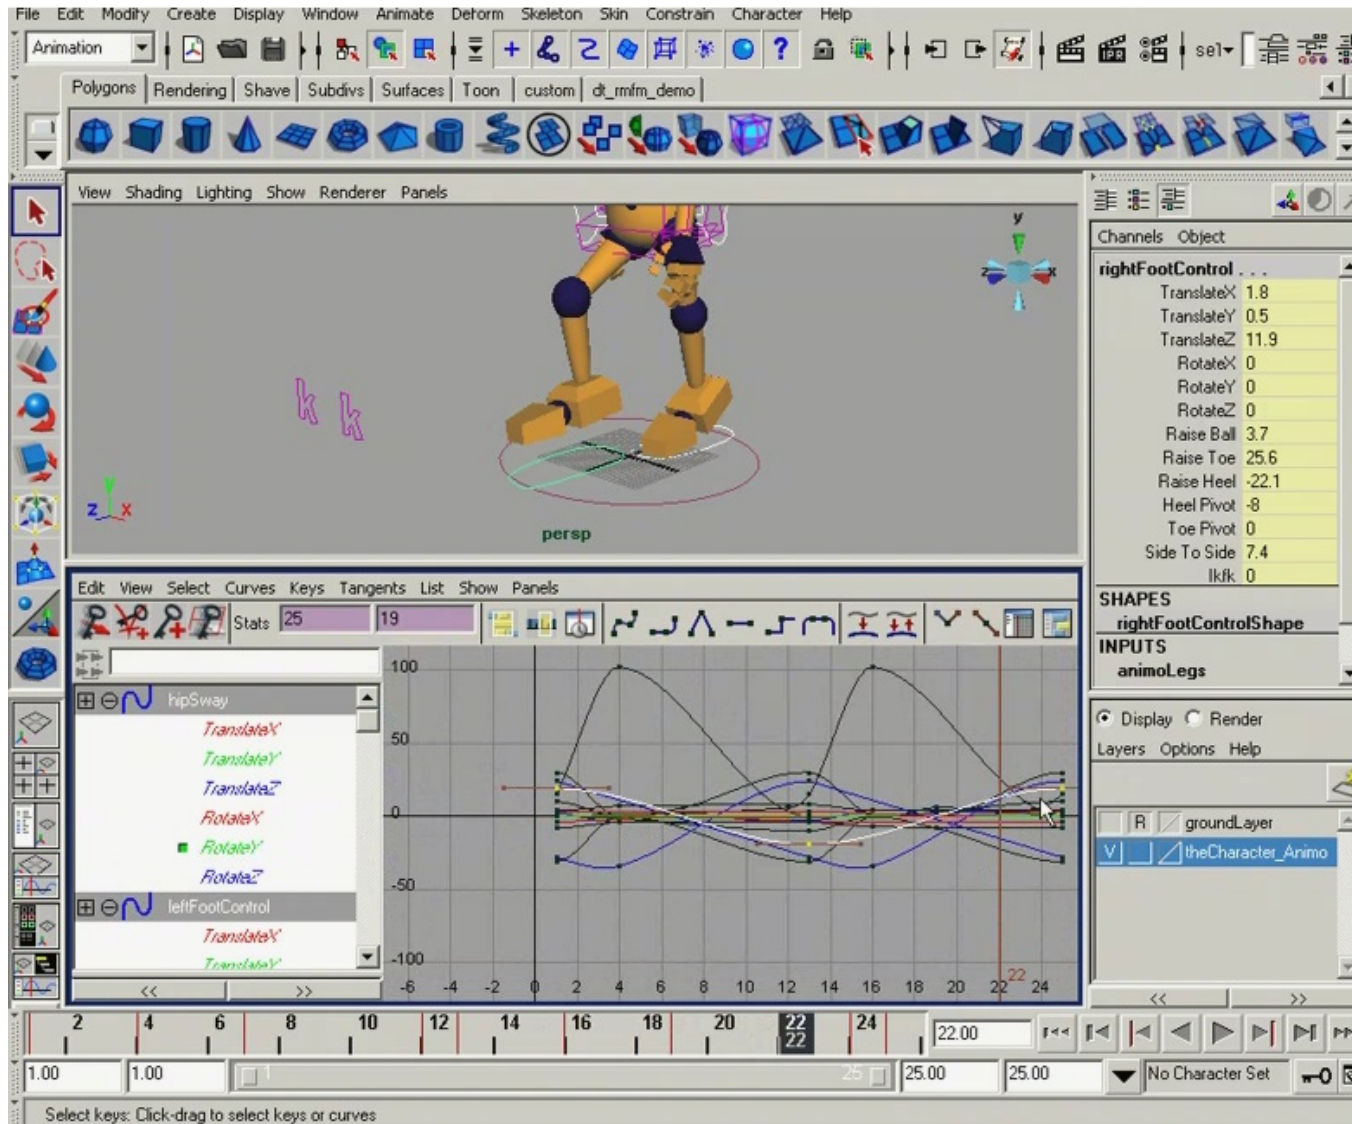 File Edit Modify Create Display Window Animate Deform Skeleton Skin Constrain Character Help
Animation
IPR
sel
Polygons Rendering Shave Subdivs Surfaces Toon custom dt_rmfm_demo
View Shading Lighting Show Renderer Panels
k k
y
z x
y
z x
persp
Channels Object
rightFootControl . . .
TranslateX 1.8
TranslateY 0.5
TranslateZ 11.9
RotateX 0
RotateY 0
RotateZ 0
Raise Ball 3.7
Raise Toe 25.6
Raise Heel -22.1
Heel Pivot -8
Toe Pivot 0
Side To Side 7.4
Ikfk 0
SHAPES
rightFootControlShape
INPUTS
animoLegs
Edit View Select Curves Keys Tangents List Show Panels
Stats 25 19
hipSway
TranslateX
TranslateY
TranslateZ
RotateX
RotateY
RotateZ
leftFootControl
TranslateX
TranslateY
<< >>
100
50
0
-50
-100
-6 -4 -2 0 2 4 6 8 10 12 14 16 18 20 22 24
22
Display Render
Layers Options Help
R groundLayer
V theCharacter_Animo
<< >>
2 4 6 8 10 12 14 16 18 20 22 24
22
22.00
1.00 1.00 1 25 25.00 25.00 No Character Set
Select keys: Click-drag to select keys or curves